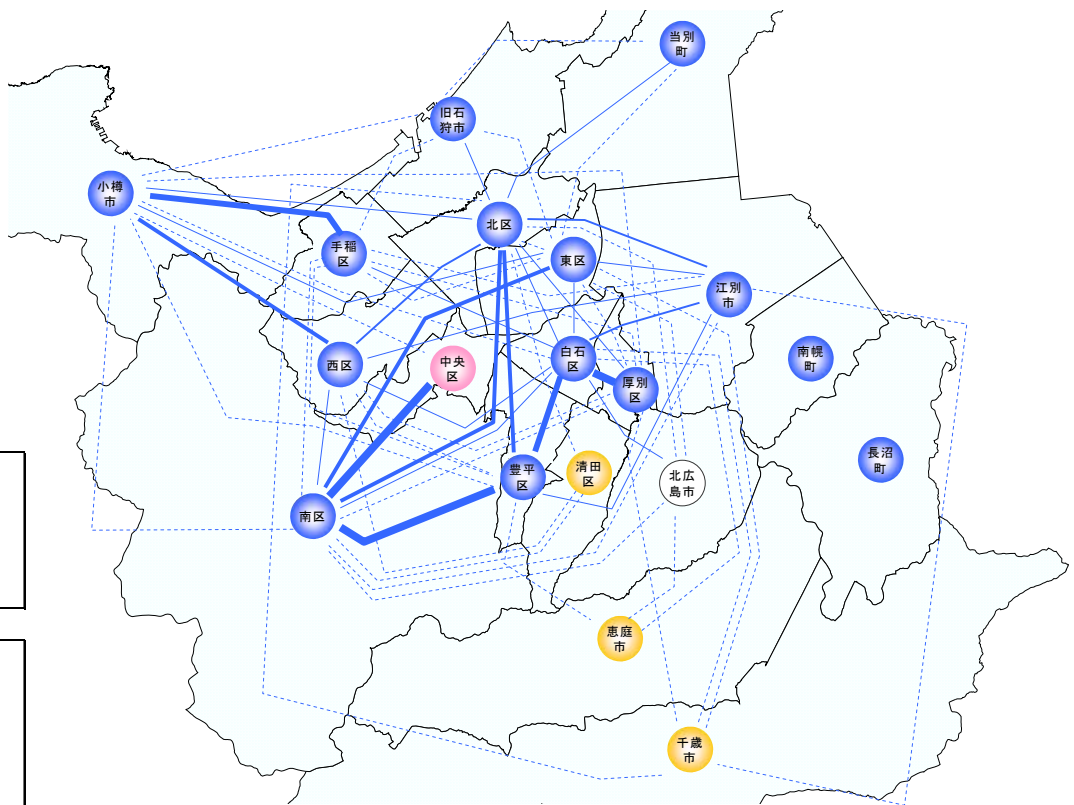 当別
町
旧石
狩市
小樽
市
北区
手稲
区
東区
江別
市
西区
中央
区
白石
区
南幌
町
厚別
区
長沼
町
豊平
区
清田
区
北広
島市
南区
恵庭
市
千歳
市